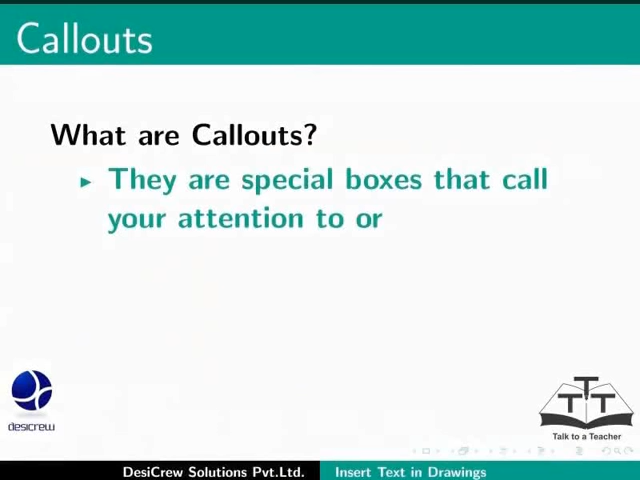 Callouts
What are Callouts?
They are special boxes that call
your attention to or
desicrew
T T T
Talk to a Teacher
DesiCrew Solutions Pvt.Ltd. Insert Text in Drawings